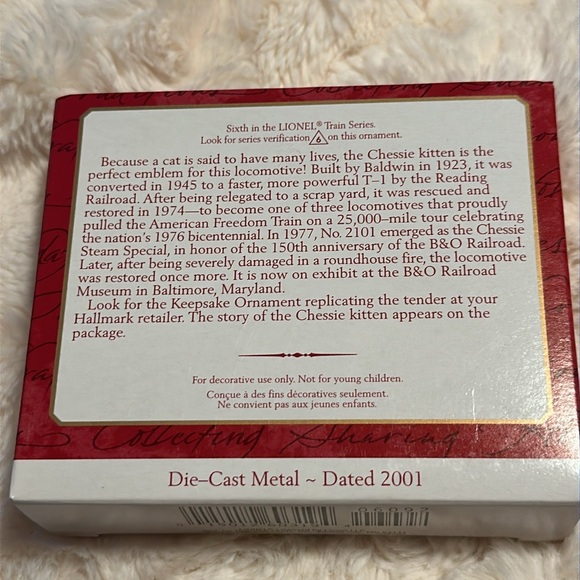 Sixth in the LIONEL® Train Series.
Look for series verification 6 on this ornament.
Because a cat is said to have many lives, the Chessie kitten is the
perfect emblem for this locomotive! Built by Baldwin in 1923, it was
converted in 1945 to a faster, more powerful T–1 by the Reading
Railroad. After being relegated to a scrap yard, it was rescued and
restored in 1974—to become one of three locomotives that proudly
pulled the American Freedom Train on a 25,000–mile tour celebrating
the nation's 1976 bicentennial. In 1977, No. 2101 emerged as the Chessie
Steam Special, in honor of the 150th anniversary of the B&O Railroad.
Later, after being severely damaged in a roundhouse fire, the locomotive
was restored once more. It is now on exhibit at the B&O Railroad
Museum in Baltimore, Maryland.
Look for the Keepsake Ornament replicating the tender at your
Hallmark retailer. The story of the Chessie kitten appears on the
package.
For decorative use only. Not for young children.
Conçue à des fins décoratives seulement.
Ne convient pas aux jeunes enfants.
Collecting Sharing
Die–Cast Metal ~ Dated 2001